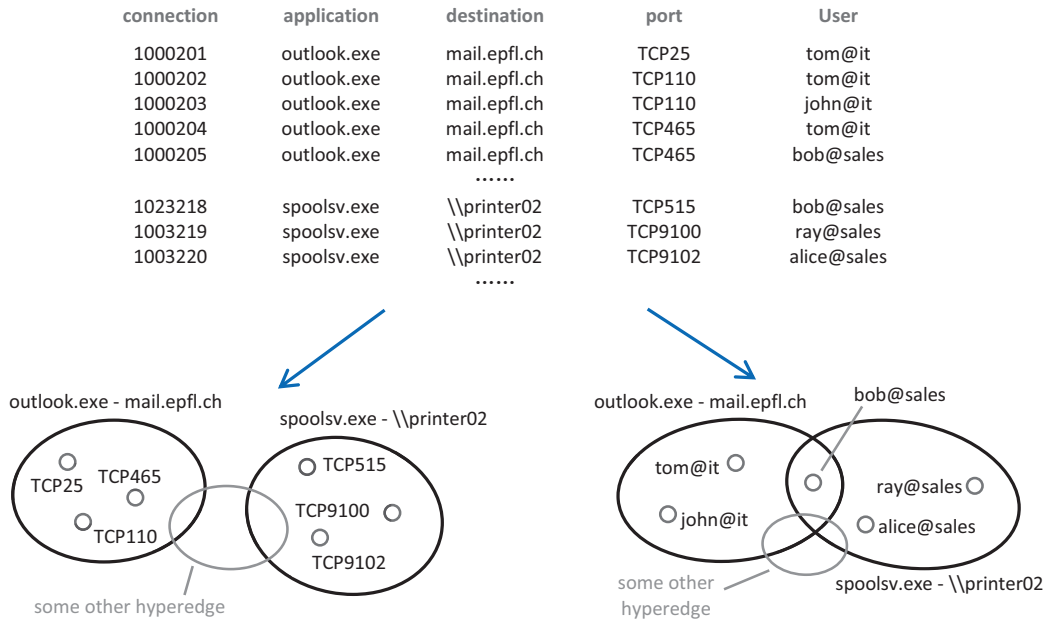 connection application destination port User
1000201 outlook.exe mail.epfl.ch TCP25 tom@it
1000202 outlook.exe mail.epfl.ch TCP110 tom@it
1000203 outlook.exe mail.epfl.ch TCP110 john@it
1000204 outlook.exe mail.epfl.ch TCP465 tom@it
1000205 outlook.exe mail.epfl.ch TCP465 bob@sales
......
1023218 spoolsv.exe \\printer02 TCP515 bob@sales
1003219 spoolsv.exe \\printer02 TCP9100 ray@sales
1003220 spoolsv.exe \\printer02 TCP9102 alice@sales
......
outlook.exe - mail.epfl.ch
spoolsv.exe - \\printer02
TCP25
TCP465
TCP110
TCP515
TCP9100
TCP9102
some other hyperedge
outlook.exe - mail.epfl.ch
bob@sales
tom@it
john@it
ray@sales
alice@sales
some other
hyperedge
spoolsv.exe - \\printer02